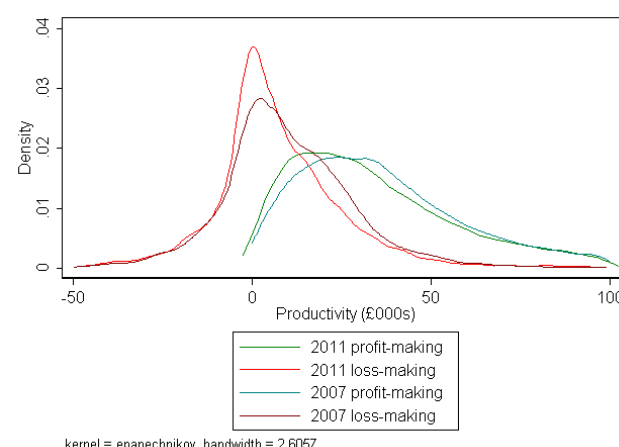 .04
.03
.02
.01
0
Density
-50 0 50 100
Productivity (£000s)
2011 profit-making
2011 loss-making
2007 profit-making
2007 loss-making
kernel = epanechnikov, bandwidth = 2.6057